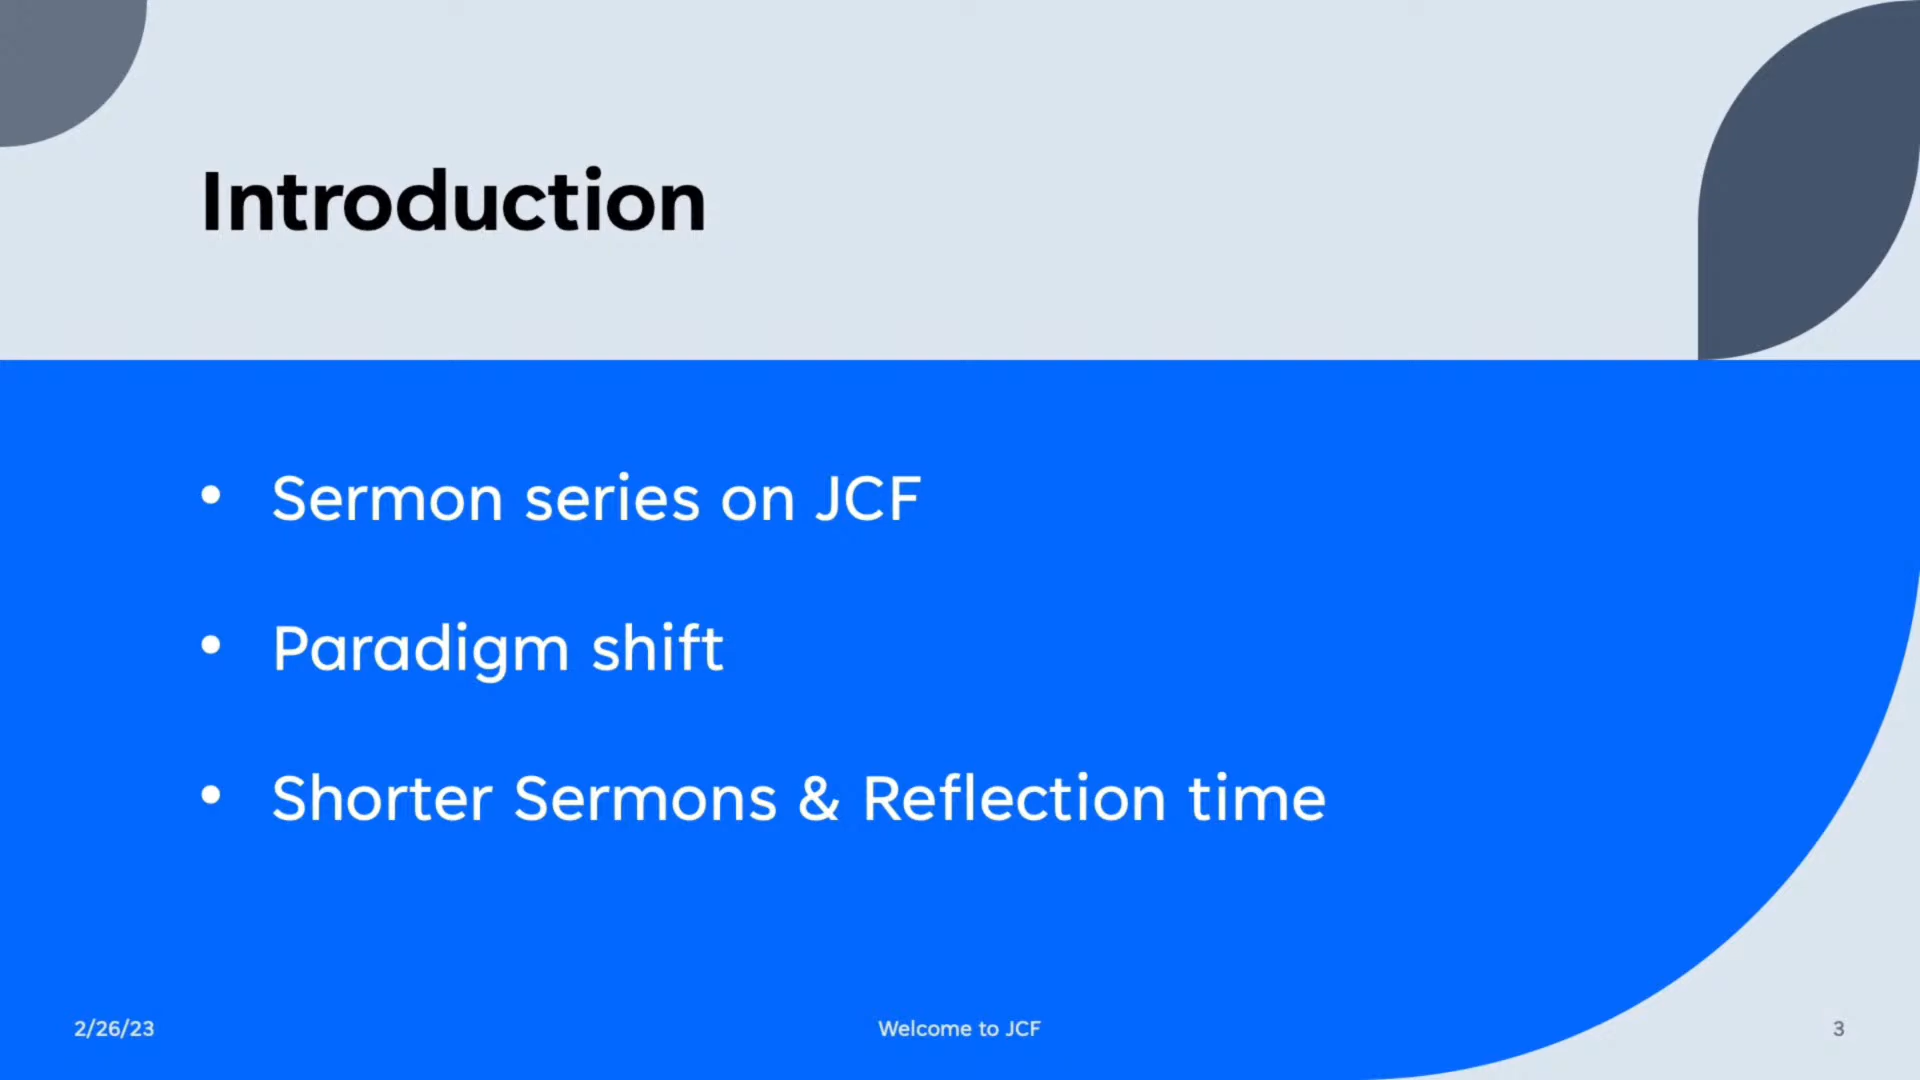 Introduction
• Sermon series on JCF
• Paradigm shift
• Shorter Sermons & Reflection time
2/26/23
Welcome to JCF
3